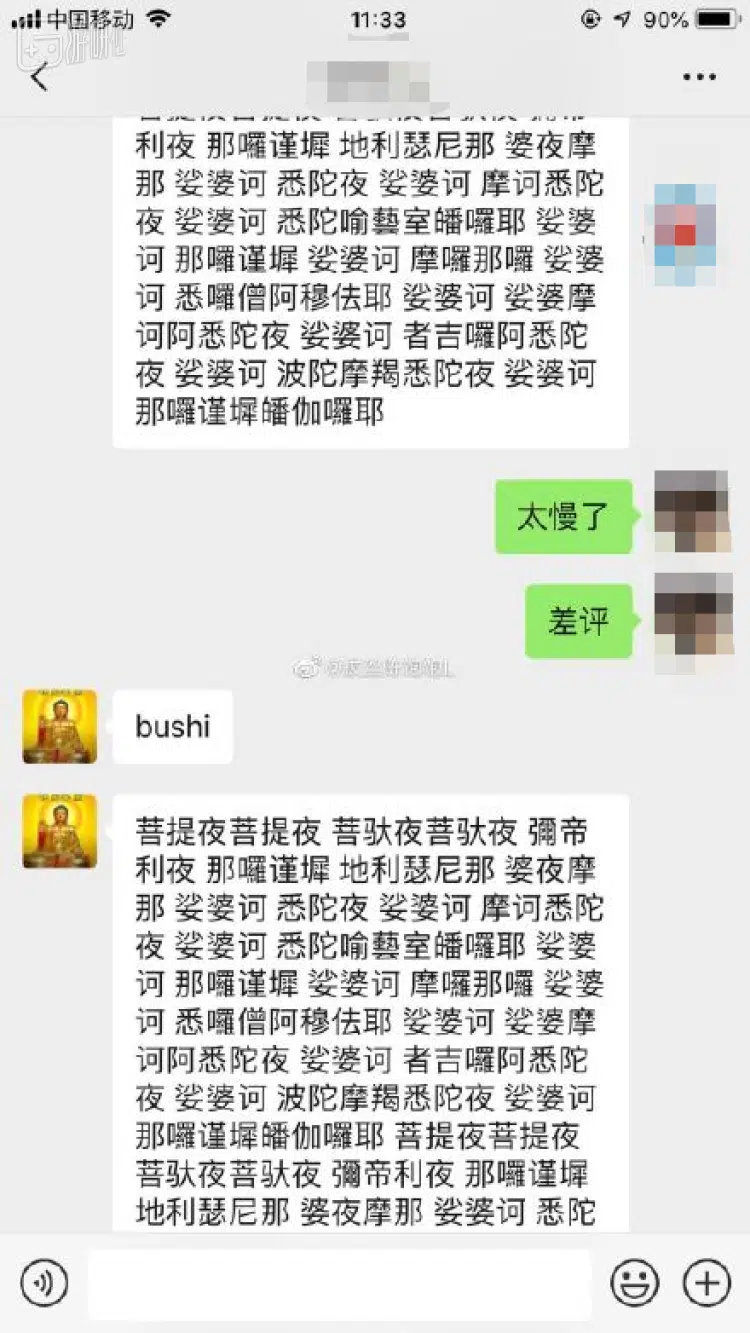 中国移动
11:33
90%
利夜 那囉谨墀 地利瑟尼那 婆夜摩
那 娑婆诃 悉陀夜 娑婆诃 摩诃悉陀
夜 娑婆诃 悉陀喻藝室皤囉耶 娑婆
诃 那囉谨墀 娑婆诃 摩囉那囉 娑婆
诃 悉囉僧阿穆佉耶 娑婆诃 娑婆摩
诃阿悉陀夜 娑婆诃 者吉囉阿悉陀
夜 娑婆诃 波陀摩羯悉陀夜 娑婆诃
那囉谨墀皤伽囉耶
太慢了
差评
bushi
菩提夜菩提夜 菩驮夜菩驮夜 彌帝
利夜 那囉谨墀 地利瑟尼那 婆夜摩
那 娑婆诃 悉陀夜 娑婆诃 摩诃悉陀
夜 娑婆诃 悉陀喻藝室皤囉耶 娑婆
诃 那囉谨墀 娑婆诃 摩囉那囉 娑婆
诃 悉囉僧阿穆佉耶 娑婆诃 娑婆摩
诃阿悉陀夜 娑婆诃 者吉囉阿悉陀
夜 娑婆诃 波陀摩羯悉陀夜 娑婆诃
那囉谨墀皤伽囉耶 菩提夜菩提夜
菩驮夜菩驮夜 彌帝利夜 那囉谨墀
地利瑟尼那 婆夜摩那 娑婆诃 悉陀